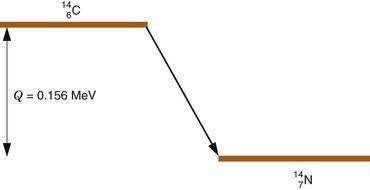 ¹⁴₆C
Q = 0.156 MeV
¹⁴₇N